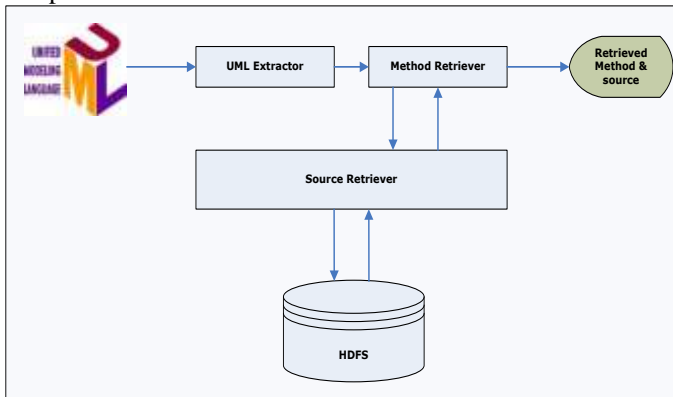 UNIFIED
MODELING
LANGUAGE
UML
UML Extractor
Method Retriever
Retrieved
Method &
source
Source Retriever
HDFS